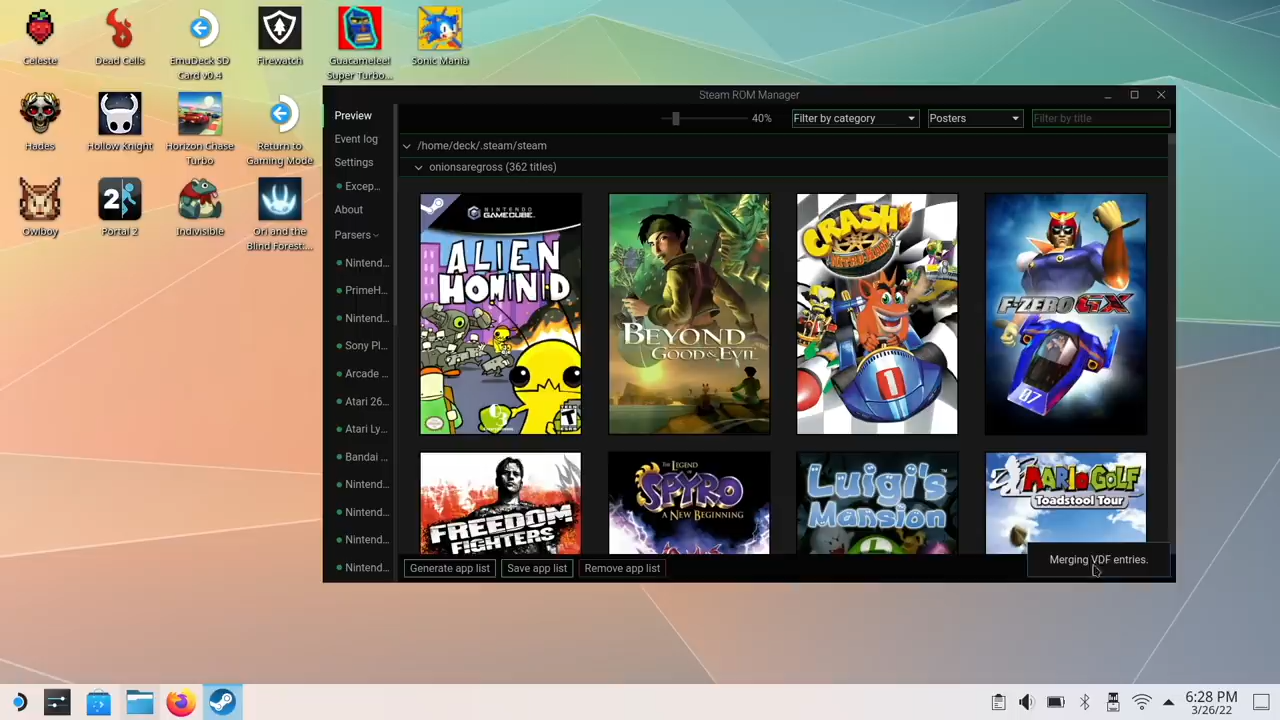 Celeste
Dead Cells
EmuDeck SD
Card v0.4
Firewatch
Guacamelee!
Super Turbo...
Sonic Mania
Hades
Hollow Knight
Horizon Chase
Turbo
Return to
Gaming Mode
Owlboy
2
Portal 2
Indivisible
Ori and the
Blind Forest:...
Steam ROM Manager
Preview
Event log
Settings
Excep...
About
Parsers
Nintend...
PrimeH...
Nintend...
Sony Pl...
Arcade ...
Atari 26...
Atari Ly...
Bandai ...
Nintend...
Nintend...
Nintend...
Nintend...
40%
Filter by category
Posters
Filter by title
/home/deck/.steam/steam
onionsaregross (362 titles)
NINTENDO
GAMECUBE
ALIEN
HOMINID
T
BEYOND
GOOD & EVIL
CRASH
NITRO KART
1
F-ZERO GX
07
FREEDOM
FIGHTERS
THE LEGEND
OF
SPYRO
A NEW BEGINNING
Luigi's
Mansion
MARIO GOLF
Toadstool Tour
Generate app list
Save app list
Remove app list
Merging VDF entries.
6:28 PM
3/26/22